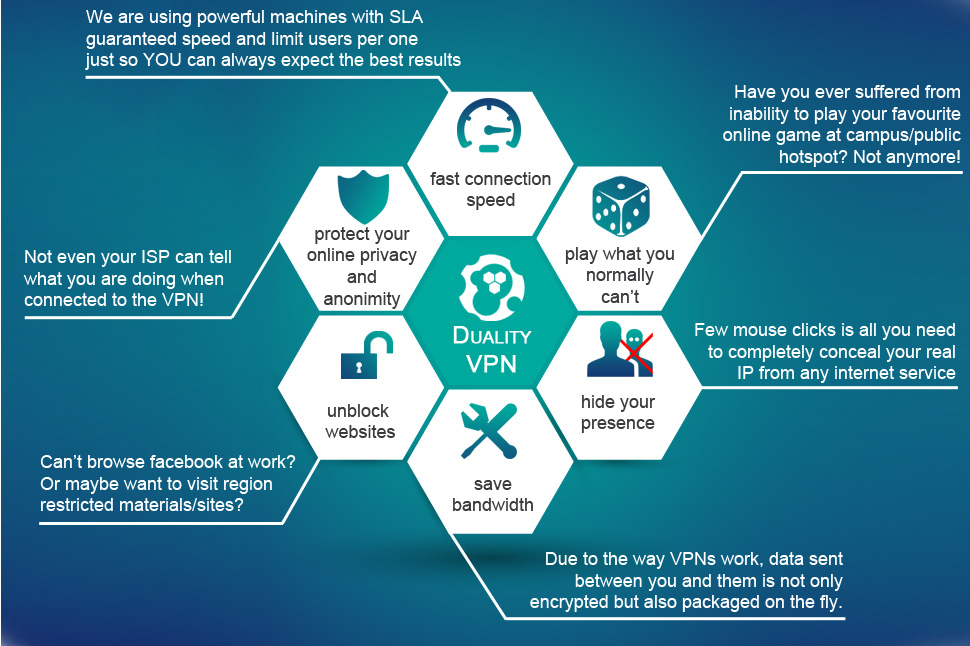 We are using powerful machines with SLA
guaranteed speed and limit users per one
just so YOU can always expect the best results
Have you ever suffered from
inability to play your favourite
online game at campus/public
hotspot? Not anymore!
fast connection
speed
protect your
online privacy
and
anonimity
play what you
normally
can't
Not even your ISP can tell
what you are doing when
connected to the VPN!
DUALITY
VPN
Few mouse clicks is all you need
to completely conceal your real
IP from any internet service
unblock
websites
hide your
presence
Can't browse facebook at work?
Or maybe want to visit region
restricted materials/sites?
save
bandwidth
Due to the way VPNs work, data sent
between you and them is not only
encrypted but also packaged on the fly.